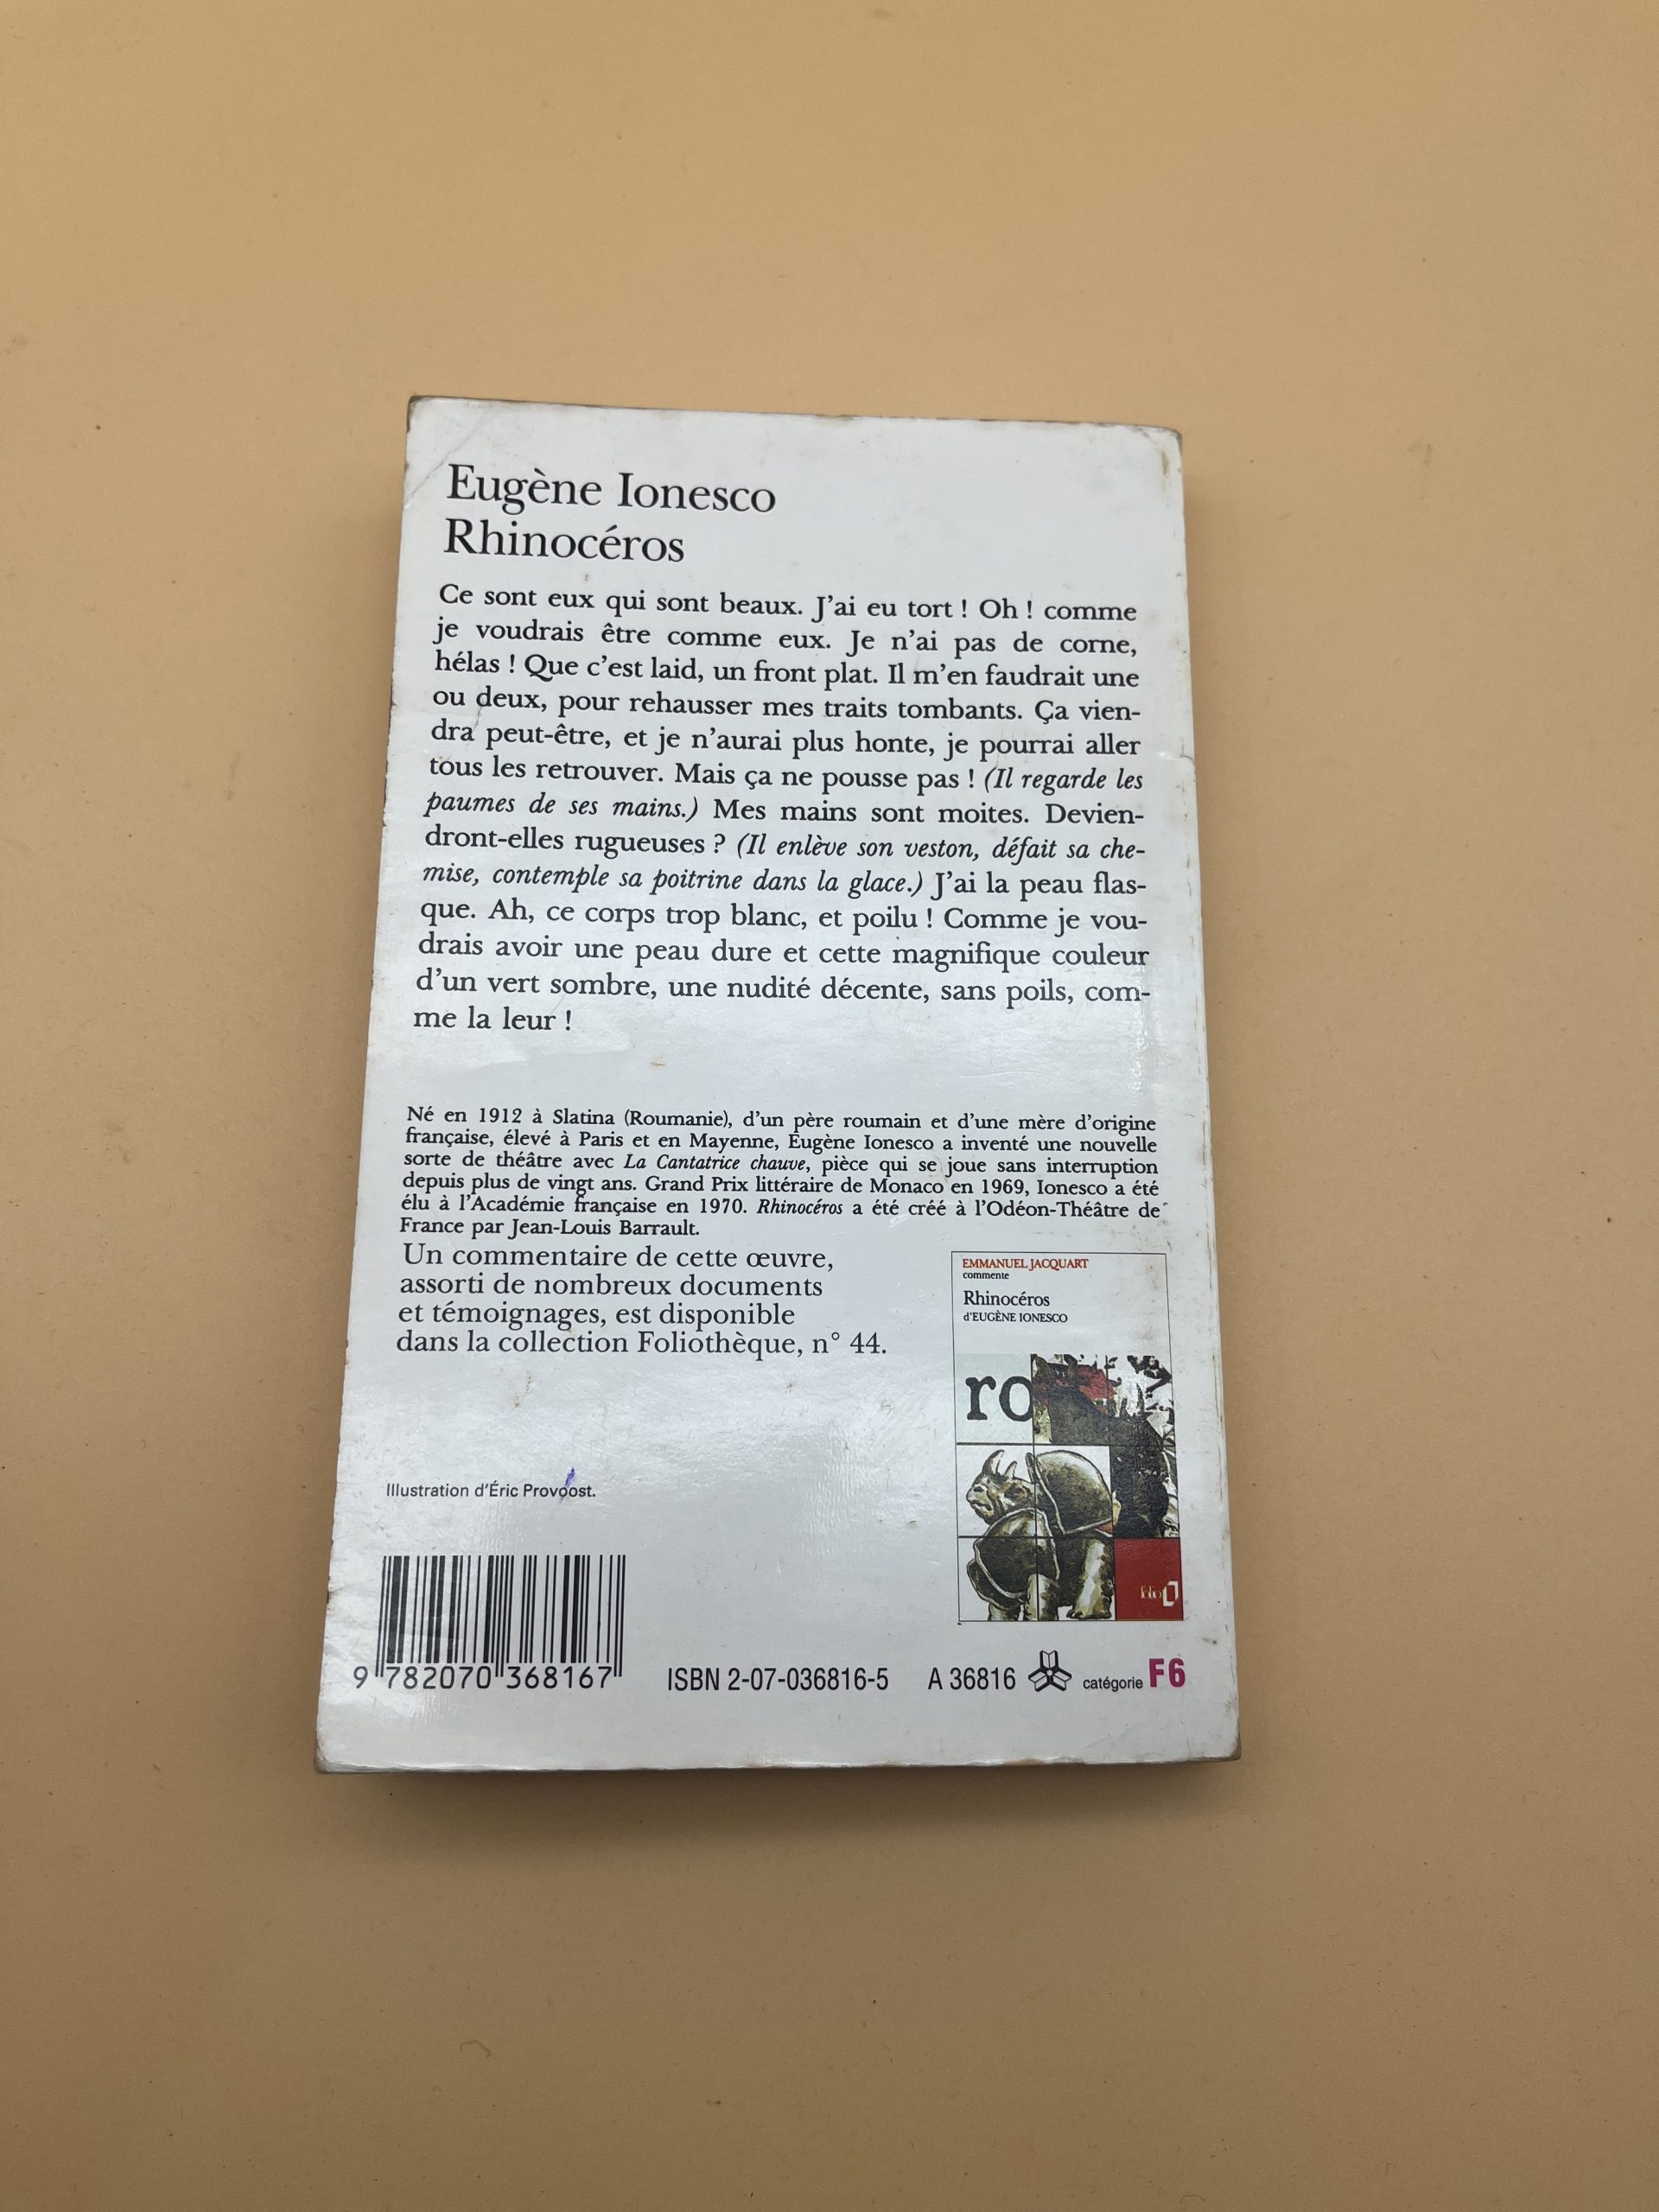 Eugène Ionesco
Rhinocéros
Ce sont eux qui sont beaux. J'ai eu tort ! Oh ! comme
je voudrais être comme eux. Je n'ai pas de corne,
hélas ! Que c'est laid, un front plat. Il m'en faudrait une
ou deux, pour rehausser mes traits tombants. Ça vien-
dra peut-être, et je n'aurai plus honte, je pourrai aller
tous les retrouver. Mais ça ne pousse pas ! (Il regarde les
paumes de ses mains.) Mes mains sont moites. Devien-
dront-elles rugueuses ? (Il enlève son veston, défait sa che-
mise, contemple sa poitrine dans la glace.) J'ai la peau flas-
que. Ah, ce corps trop blanc, et poilu ! Comme je vou-
drais avoir une peau dure et cette magnifique couleur
d'un vert sombre, une nudité décente, sans poils, com-
me la leur !
Né en 1912 à Slatina (Roumanie), d'un père roumain et d'une mère d'origine
française, élevé à Paris et en Mayenne, Eugène Ionesco a inventé une nouvelle
sorte de théâtre avec La Cantatrice chauve, pièce qui se joue sans interruption
depuis plus de vingt ans. Grand Prix littéraire de Monaco en 1969, Ionesco a été
élu à l'Académie française en 1970. Rhinocéros a été créé à l'Odéon-Théâtre de
France par Jean-Louis Barrault.
Un commentaire de cette œuvre,
assorti de nombreux documents
et témoignages, est disponible
dans la collection Foliothèque, n° 44.
EMMANUEL JACQUART
commente
Rhinocéros
d'EUGÈNE IONESCO
ro
folio
Illustration d'Éric Provoost.
9 782070 368167
ISBN 2-07-036816-5 A 36816 catégorie F6